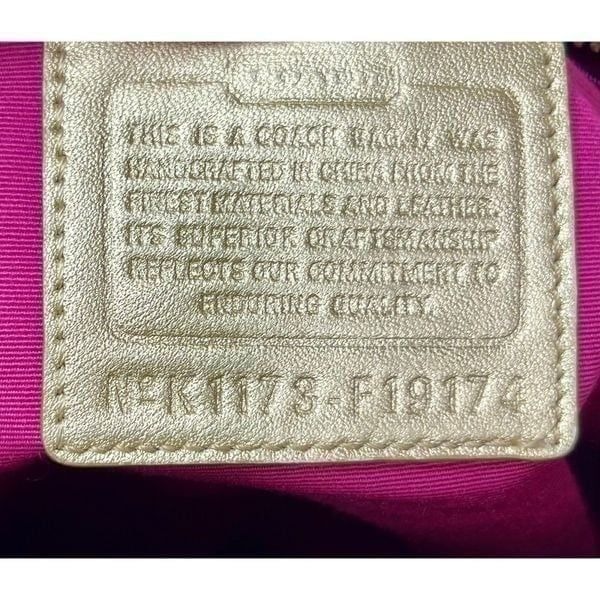 THIS IS A COACH BAG. IT WAS
HANDCRAFTED IN CHINA FROM THE
FINEST MATERIALS AND LEATHER.
ITS SUPERIOR CRAFTSMANSHIP
REFLECTS OUR COMMITMENT TO
ENDURING QUALITY.
Nº K1173-F19174